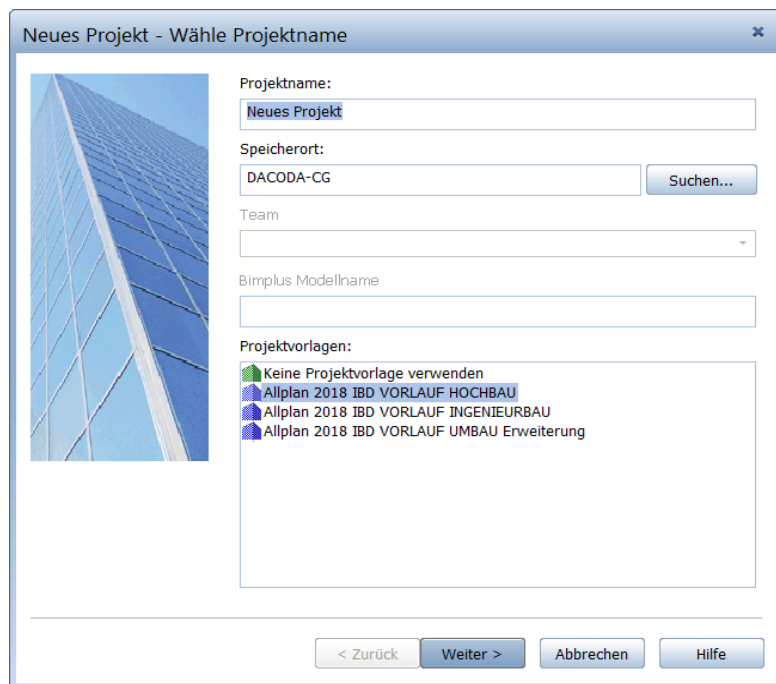 Neues Projekt - Wähle Projektname
Projektname:
Neues Projekt
Speicherort:
DACODA-CG
Suchen...
Team
Bimplus Modellname
Projektvorlagen:
Keine Projektvorlage verwenden
Allplan 2018 IBD VORLAUF HOCHBAU
Allplan 2018 IBD VORLAUF INGENIEURBAU
Allplan 2018 IBD VORLAUF UMBAU Erweiterung
< Zurück Weiter > Abbrechen Hilfe